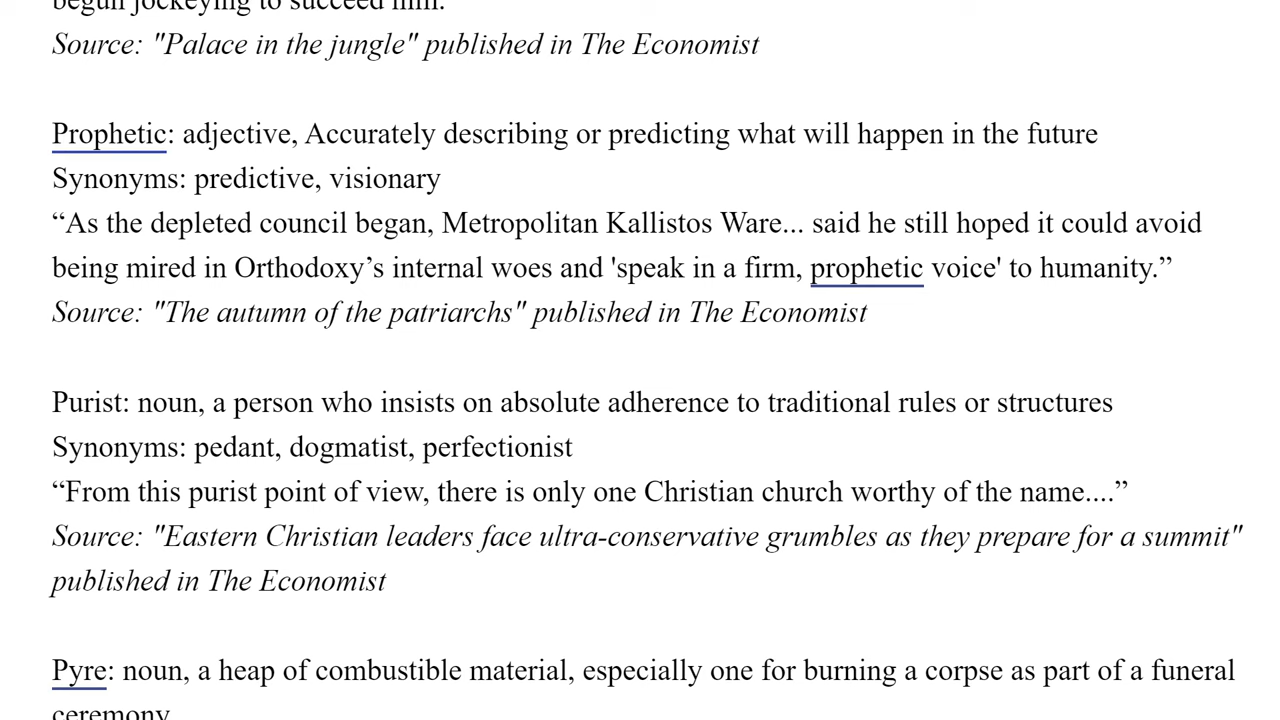 begun jockeying to succeed him.
Source: "Palace in the jungle" published in The Economist
Prophetic: adjective, Accurately describing or predicting what will happen in the future
Synonyms: predictive, visionary
“As the depleted council began, Metropolitan Kallistos Ware... said he still hoped it could avoid
being mired in Orthodoxy’s internal woes and 'speak in a firm, prophetic voice' to humanity.”
Source: "The autumn of the patriarchs" published in The Economist
Purist: noun, a person who insists on absolute adherence to traditional rules or structures
Synonyms: pedant, dogmatist, perfectionist
“From this purist point of view, there is only one Christian church worthy of the name....”
Source: "Eastern Christian leaders face ultra-conservative grumbles as they prepare for a summit"
published in The Economist
Pyre: noun, a heap of combustible material, especially one for burning a corpse as part of a funeral
ceremony